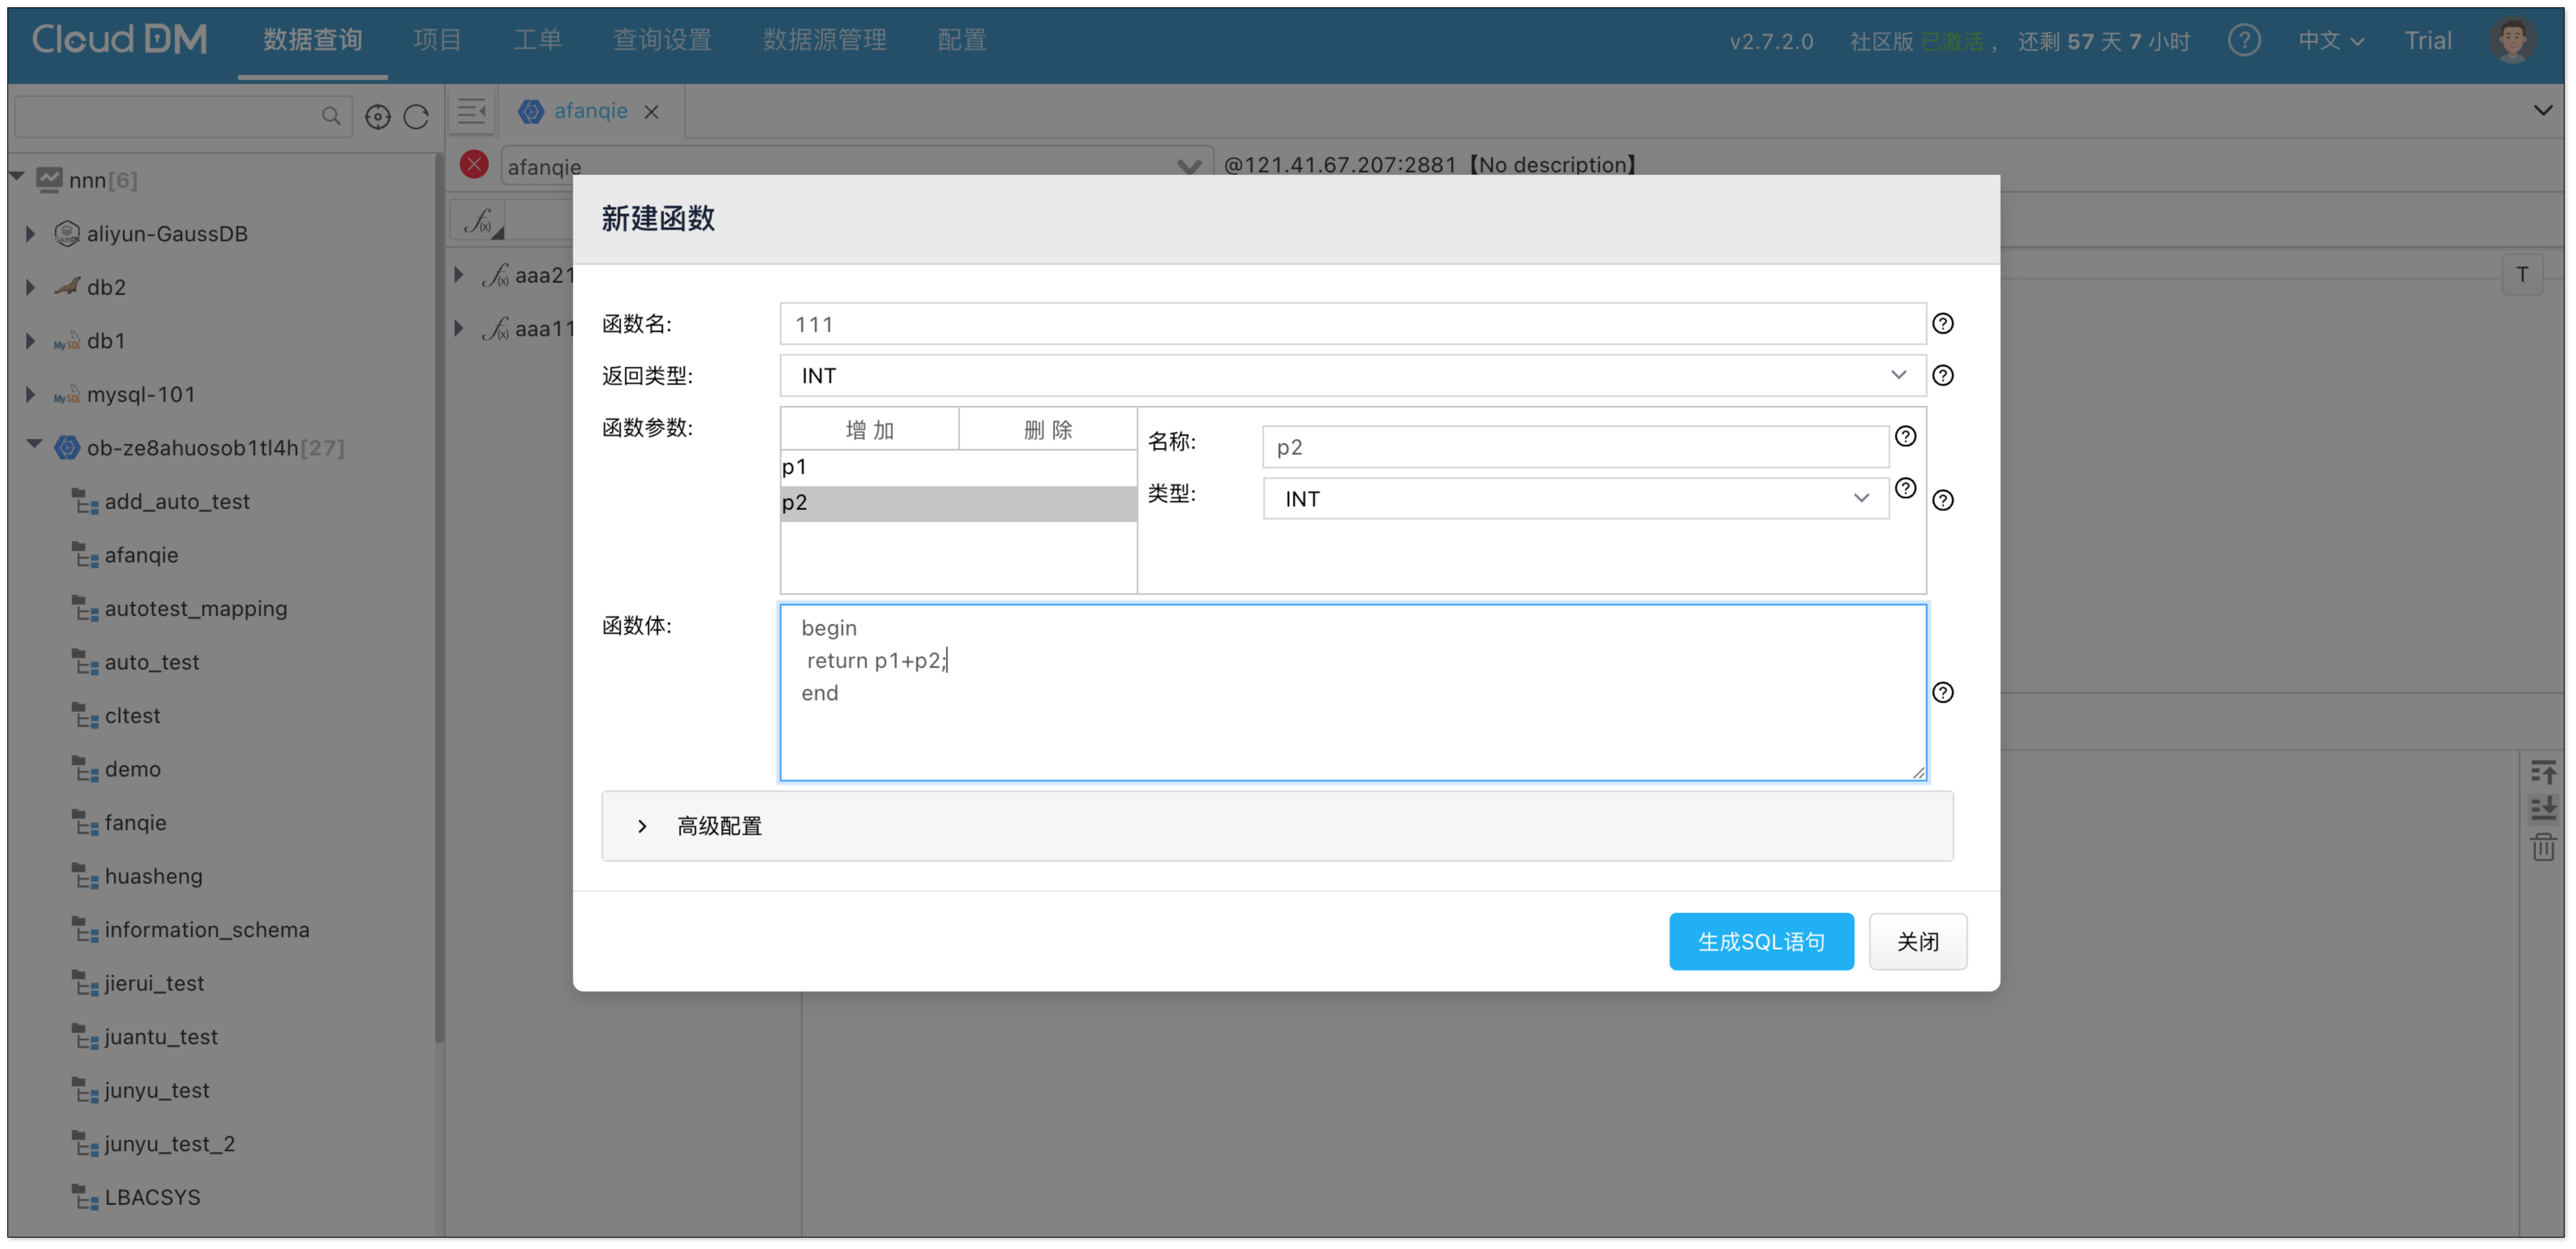 Cloud DM 数据查询 项目 工单 查询设置 数据源管理 配置 v2.7.2.0 社区版 已激活 ， 还剩 57 天 7 小时 ? 中文 Trial
afanqie
afanqie @121.41.67.207:2881【No description】
nnn[6]
aliyun-GaussDB
db2
MySQL db1
MySQL mysql-101
ob-ze8ahuosob1tl4h[27]
add_auto_test
afanqie
autotest_mapping
auto_test
cltest
demo
fanqie
huasheng
information_schema
jierui_test
juantu_test
junyu_test
junyu_test_2
LBACSYS
f(x)
f(x) aaa21
f(x) aaa11
T
新建函数
函数名: 111 ?
返回类型: INT ?
函数参数: 增 加 删 除
p1
p2
名称: p2 ?
类型: INT ? ?
函数体: begin
return p1+p2;
end
?
高级配置
生成SQL语句 关闭